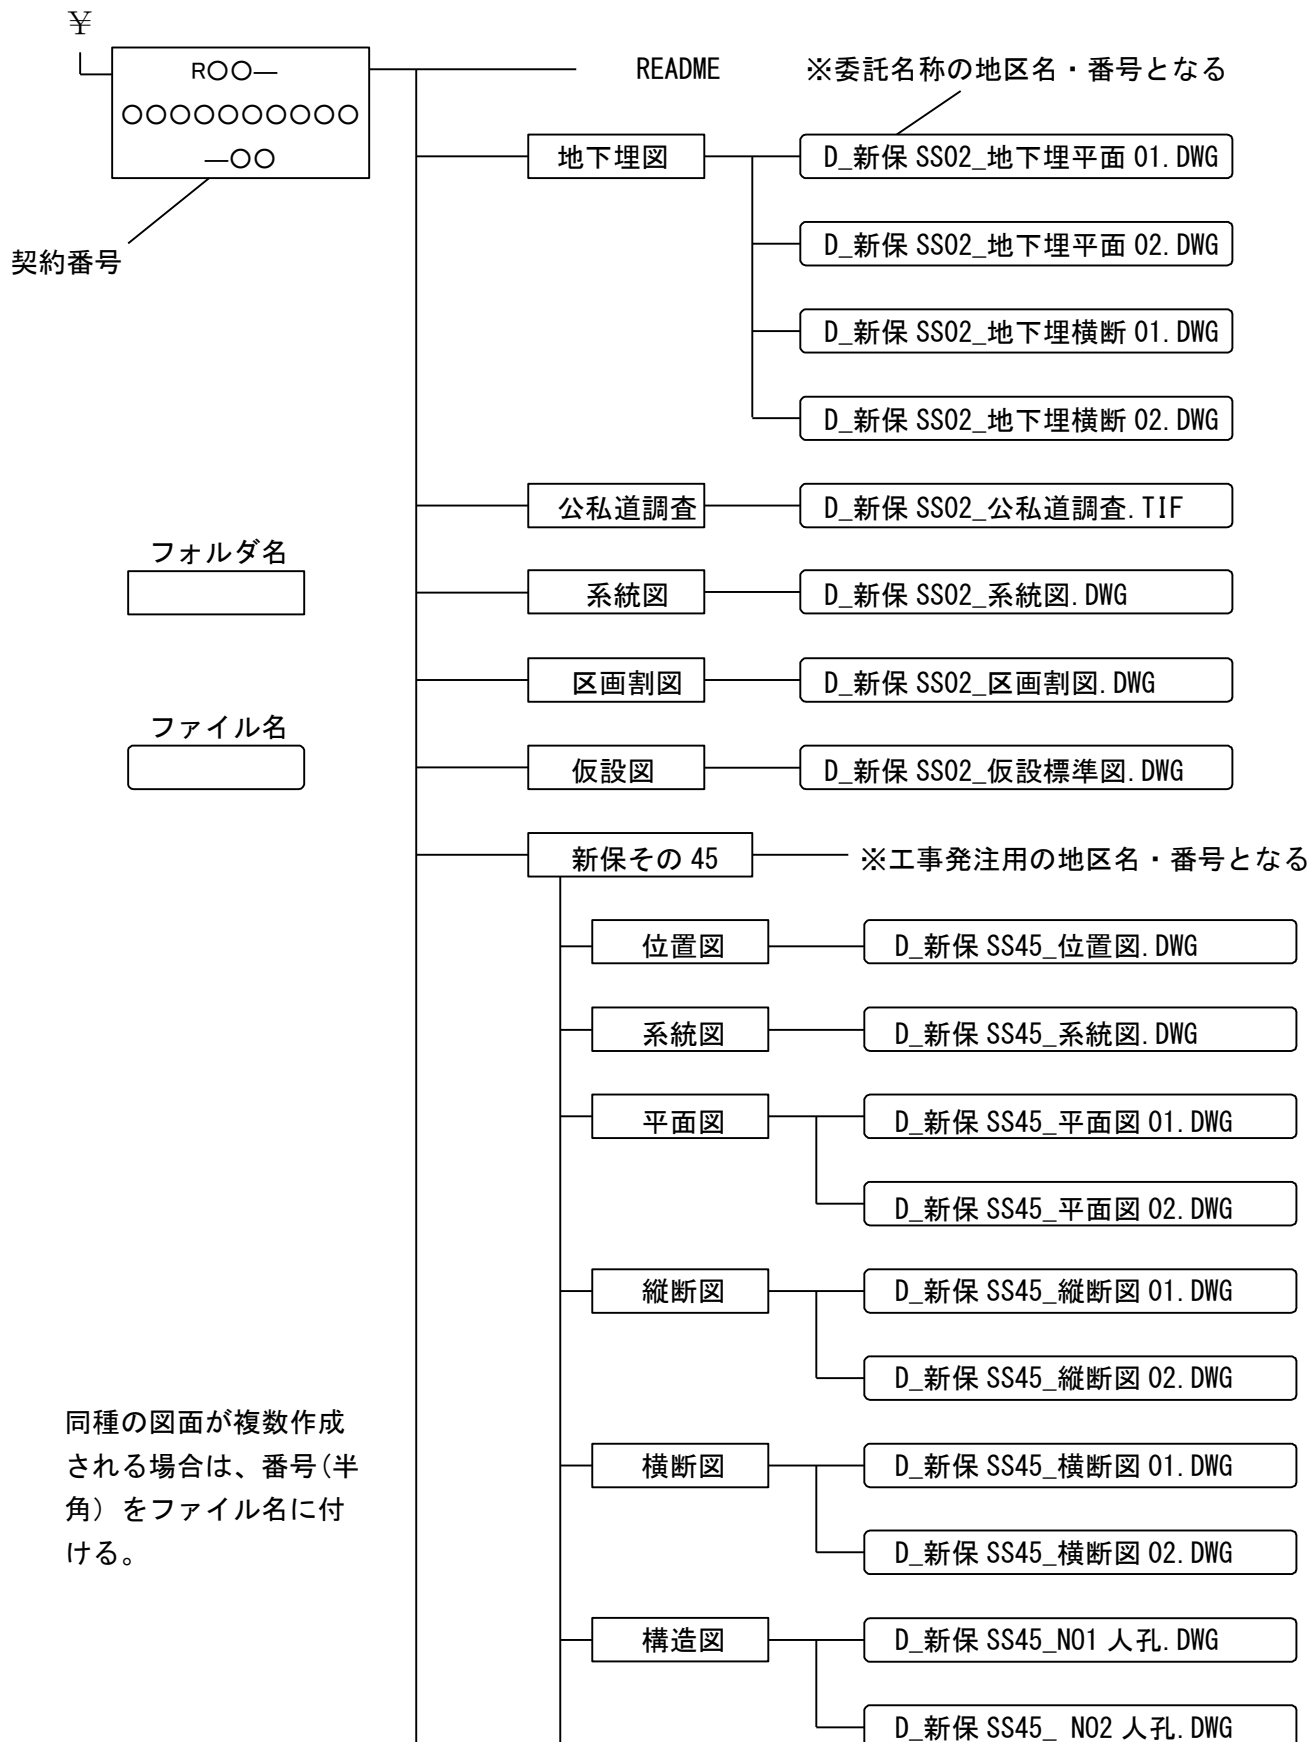 ￥
R〇〇―
〇〇〇〇〇〇〇〇〇〇
―〇〇
README
※委託名称の地区名・番号となる
地下埋図
D_新保 SS02_地下埋平面 01.DWG
契約番号
D_新保 SS02_地下埋平面 02.DWG
D_新保 SS02_地下埋横断 01.DWG
D_新保 SS02_地下埋横断 02.DWG
公私道調査
D_新保 SS02_公私道調査.TIF
フォルダ名
系統図
D_新保 SS02_系統図.DWG
区画割図
D_新保 SS02_区画割図.DWG
ファイル名
仮設図
D_新保 SS02_仮設標準図.DWG
新保その 45
※工事発注用の地区名・番号となる
位置図
D_新保 SS45_位置図.DWG
系統図
D_新保 SS45_系統図.DWG
平面図
D_新保 SS45_平面図 01.DWG
D_新保 SS45_平面図 02.DWG
縦断図
D_新保 SS45_縦断図 01.DWG
D_新保 SS45_縦断図 02.DWG
同種の図面が複数作成
される場合は、番号(半
角）をファイル名に付
ける。
横断図
D_新保 SS45_横断図 01.DWG
D_新保 SS45_横断図 02.DWG
構造図
D_新保 SS45_NO1 人孔.DWG
D_新保 SS45_ NO2 人孔.DWG